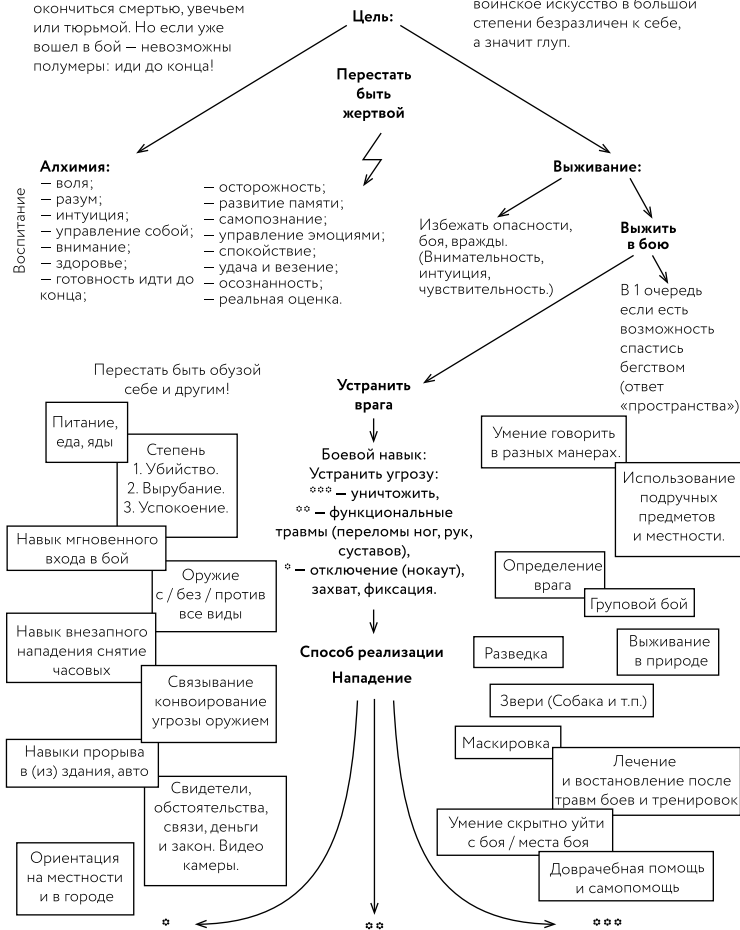 окончиться смертью, увечьем
или тюрьмой. Но если уже
вошел в бой — невозможны
полумеры: иди до конца!
воинское искусство в большой
степени безразличен к себе,
а значит глуп.
Цель:
Перестать
быть
жертвой
Воспитание
Алхимия:
— воля;
— разум;
— интуиция;
— управление собой;
— внимание;
— здоровье;
— готовность идти до
конца;
— осторожность;
— развитие памяти;
— самопознание;
— управление эмоциями;
— спокойствие;
— удача и везение;
— осознанность;
— реальная оценка.
Выживание:
Избежать опасности,
боя, вражды.
(Внимательность,
интуиция,
чувствительность.)
Выжить
в бою
В 1 очередь
если есть
возможность
спастись
бегством
(ответ
«пространства»)
Перестать быть обузой
себе и другим!
Устранить
врага
Боевой навык:
Устранить угрозу:
*** — уничтожить,
** — функциональные
травмы (переломы ног, рук,
суставов),
* — отключение (нокаут),
захват, фиксация.
Способ реализации
Нападение
Питание,
еда, яды
Степень
1. Убийство.
2. Вырубание.
3. Успокоение.
Навык мгновенного
входа в бой
Оружие
с / без / против
все виды
Навык внезапного
нападения снятие
часовых
Связывание
конвоирование
угрозы оружием
Навыки прорыва
в (из) здания, авто
Свидетели,
обстоятельства,
связи, деньги
и закон. Видео
камеры.
Ориентация
на местности
и в городе
Умение говорить
в разных манерах.
Использование
подручных
предметов
и местности.
Определение
врага
Груповой бой
Разведка
Выживание
в природе
Звери (Собака и т.п.)
Маскировка
Лечение
и востановление после
травм боев и тренировок
Умение скрытно уйти
с боя / места боя
Доврачебная помощь
и самопомощь
*
**
***